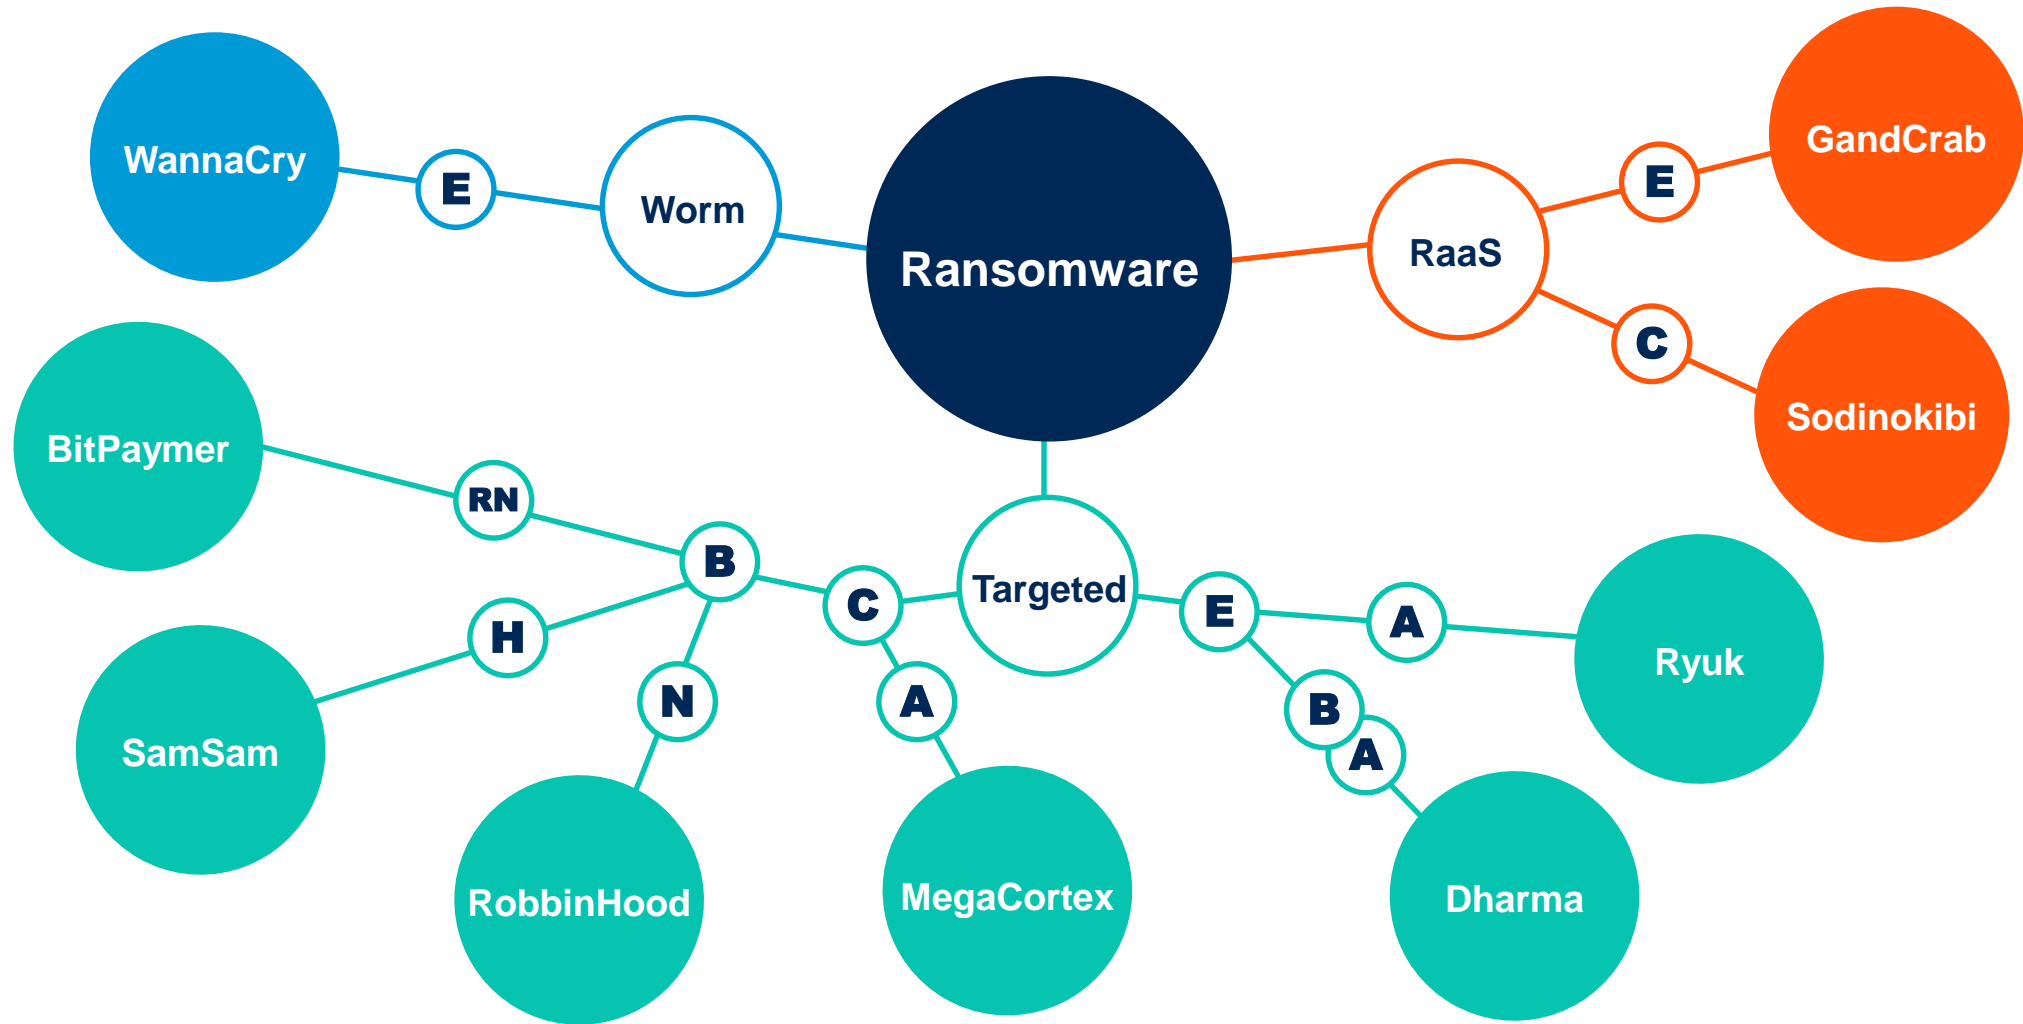 GandCrab
WannaCry
E
E
Worm
RaaS
Ransomware
C
Sodinokibi
BitPaymer
RN
B
C
Targeted
E
A
H
Ryuk
N
A
B
SamSam
A
RobbinHood
MegaCortex
Dharma